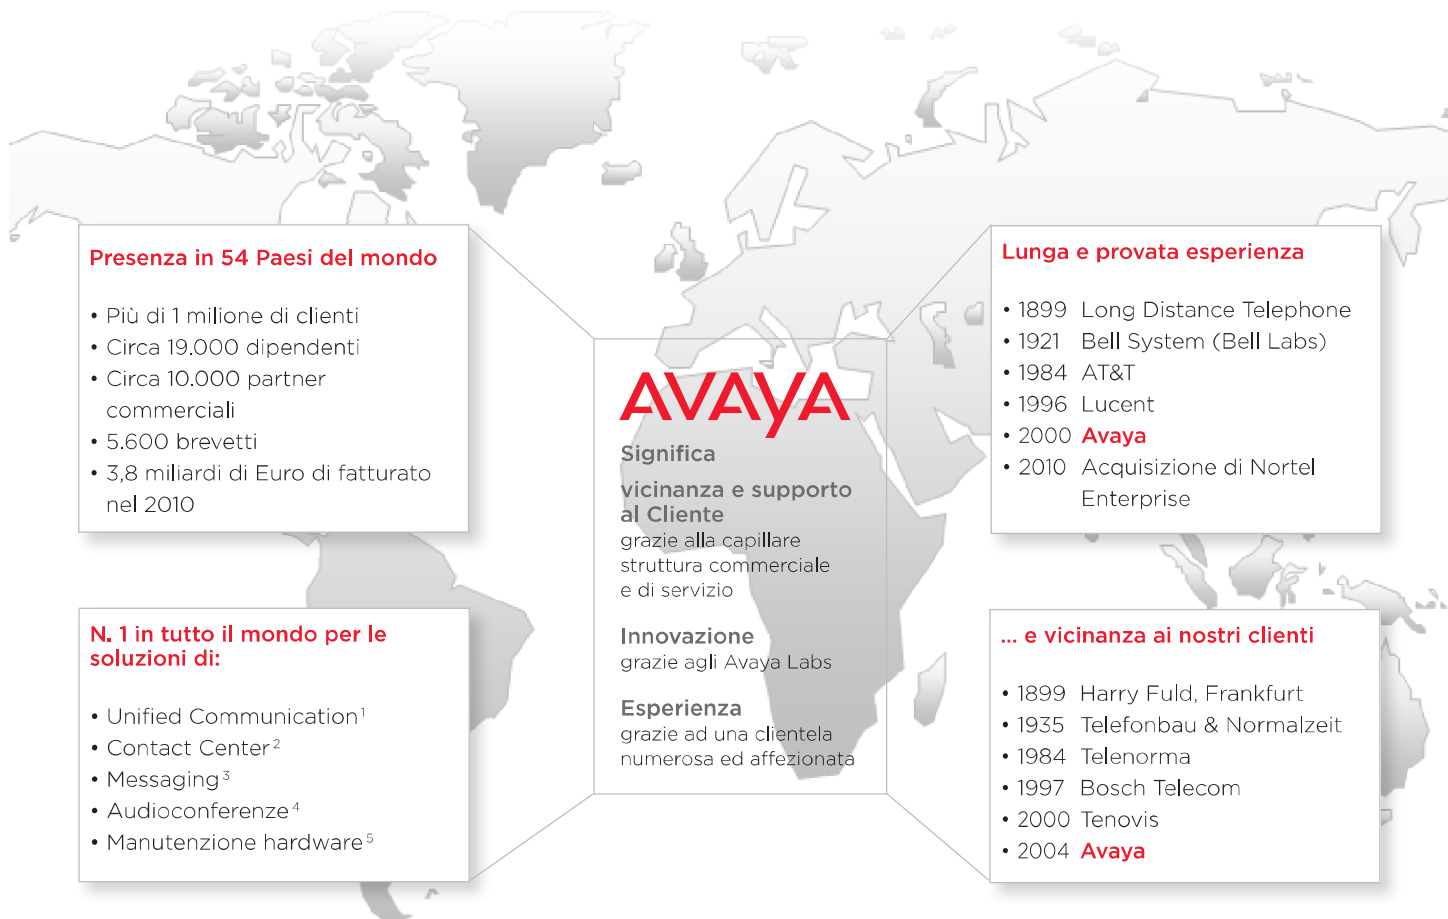 Presenza in 54 Paesi del mondo
• Più di 1 milione di clienti
• Circa 19.000 dipendenti
• Circa 10.000 partner
commerciali
• 5.600 brevetti
• 3,8 miliardi di Euro di fatturato
nel 2010
N. 1 in tutto il mondo per le
soluzioni di:
• Unified Communication¹
• Contact Center²
• Messaging³
• Audioconferenze⁴
• Manutenzione hardware⁵
AVAYA
Significa
vicinanza e supporto
al Cliente
grazie alla capillare
struttura commerciale
e di servizio
Innovazione
grazie agli Avaya Labs
Esperienza
grazie ad una clientela
numerosa ed affezionata
Lunga e provata esperienza
• 1899 Long Distance Telephone
• 1921 Bell System (Bell Labs)
• 1984 AT&T
• 1996 Lucent
• 2000 Avaya
• 2010 Acquisizione di Nortel
Enterprise
... e vicinanza ai nostri clienti
• 1899 Harry Fuld, Frankfurt
• 1935 Telefonbau & Normalzeit
• 1984 Telenorma
• 1997 Bosch Telecom
• 2000 Tenovis
• 2004 Avaya